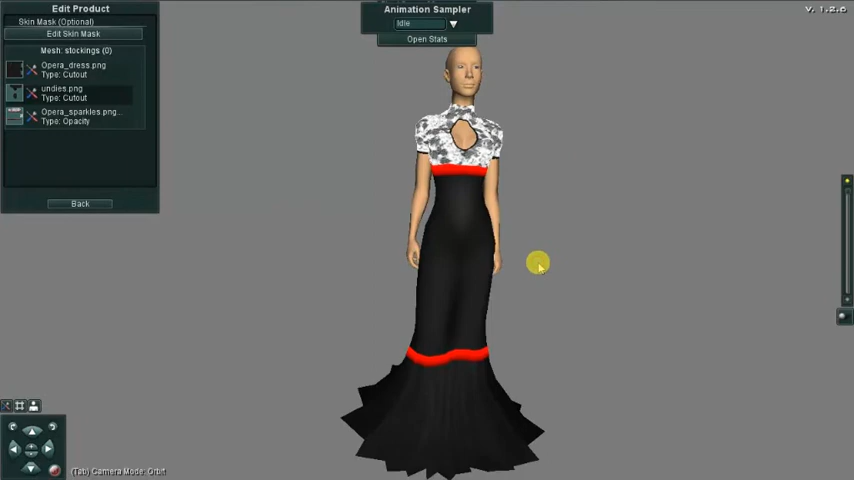 Edit Product
Skin Mask (Optional)
Edit Skin Mask
Mesh: stockings (0)
Opera_dress.png
Type: Cutout
undies.png
Type: Cutout
Opera_sparkles.png...
Type: Opacity
Back
Animation Sampler
Idle
Open Stats
v. 1.2.6
(Tab) Camera Mode: Orbit